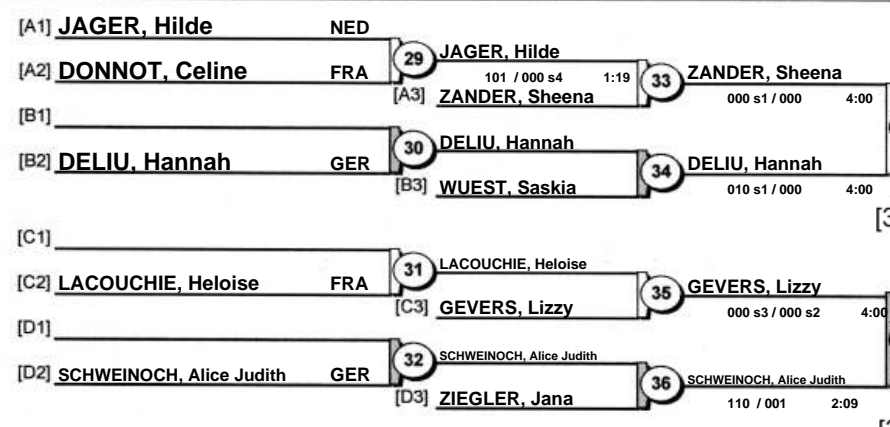 [A1] JAGER, Hilde NED
[A2] DONNOT, Celine FRA
29
JAGER, Hilde
101 / 000 s4 1:19
[A3] ZANDER, Sheena
33
ZANDER, Sheena
000 s1 / 000 4:00
[B1]
[B2] DELIU, Hannah GER
30
DELIU, Hannah
[B3] WUEST, Saskia
34
DELIU, Hannah
010 s1 / 000 4:00
[C1]
[C2] LACOUCHIE, Heloise FRA
31
LACOUCHIE, Heloise
[C3] GEVERS, Lizzy
35
GEVERS, Lizzy
000 s3 / 000 s2 4:00
[D1]
[D2] SCHWEINOCH, Alice Judith GER
32
SCHWEINOCH, Alice Judith
[D3] ZIEGLER, Jana
36
SCHWEINOCH, Alice Judith
110 / 001 2:09